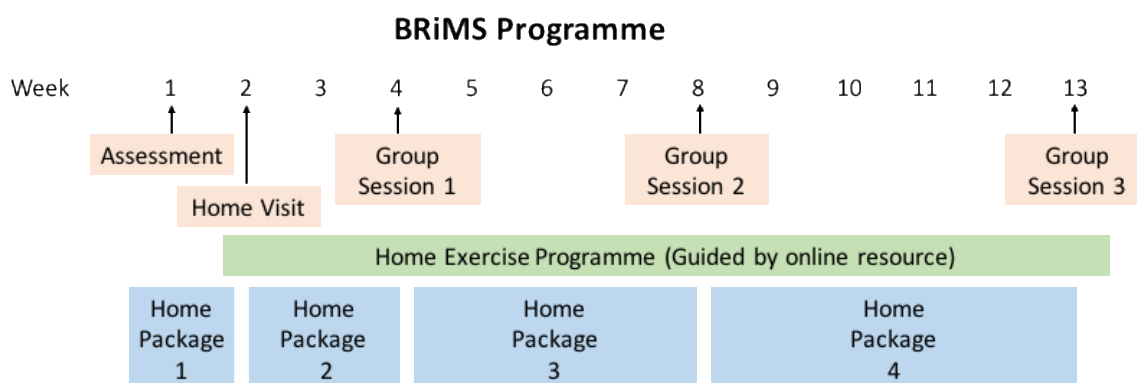 BRiMS Programme
Week 1 2 3 4 5 6 7 8 9 10 11 12 13
Assessment
Home Visit
Group
Session 1
Group
Session 2
Group
Session 3
Home Exercise Programme (Guided by online resource)
Home
Package
1
Home
Package
2
Home
Package
3
Home
Package
4